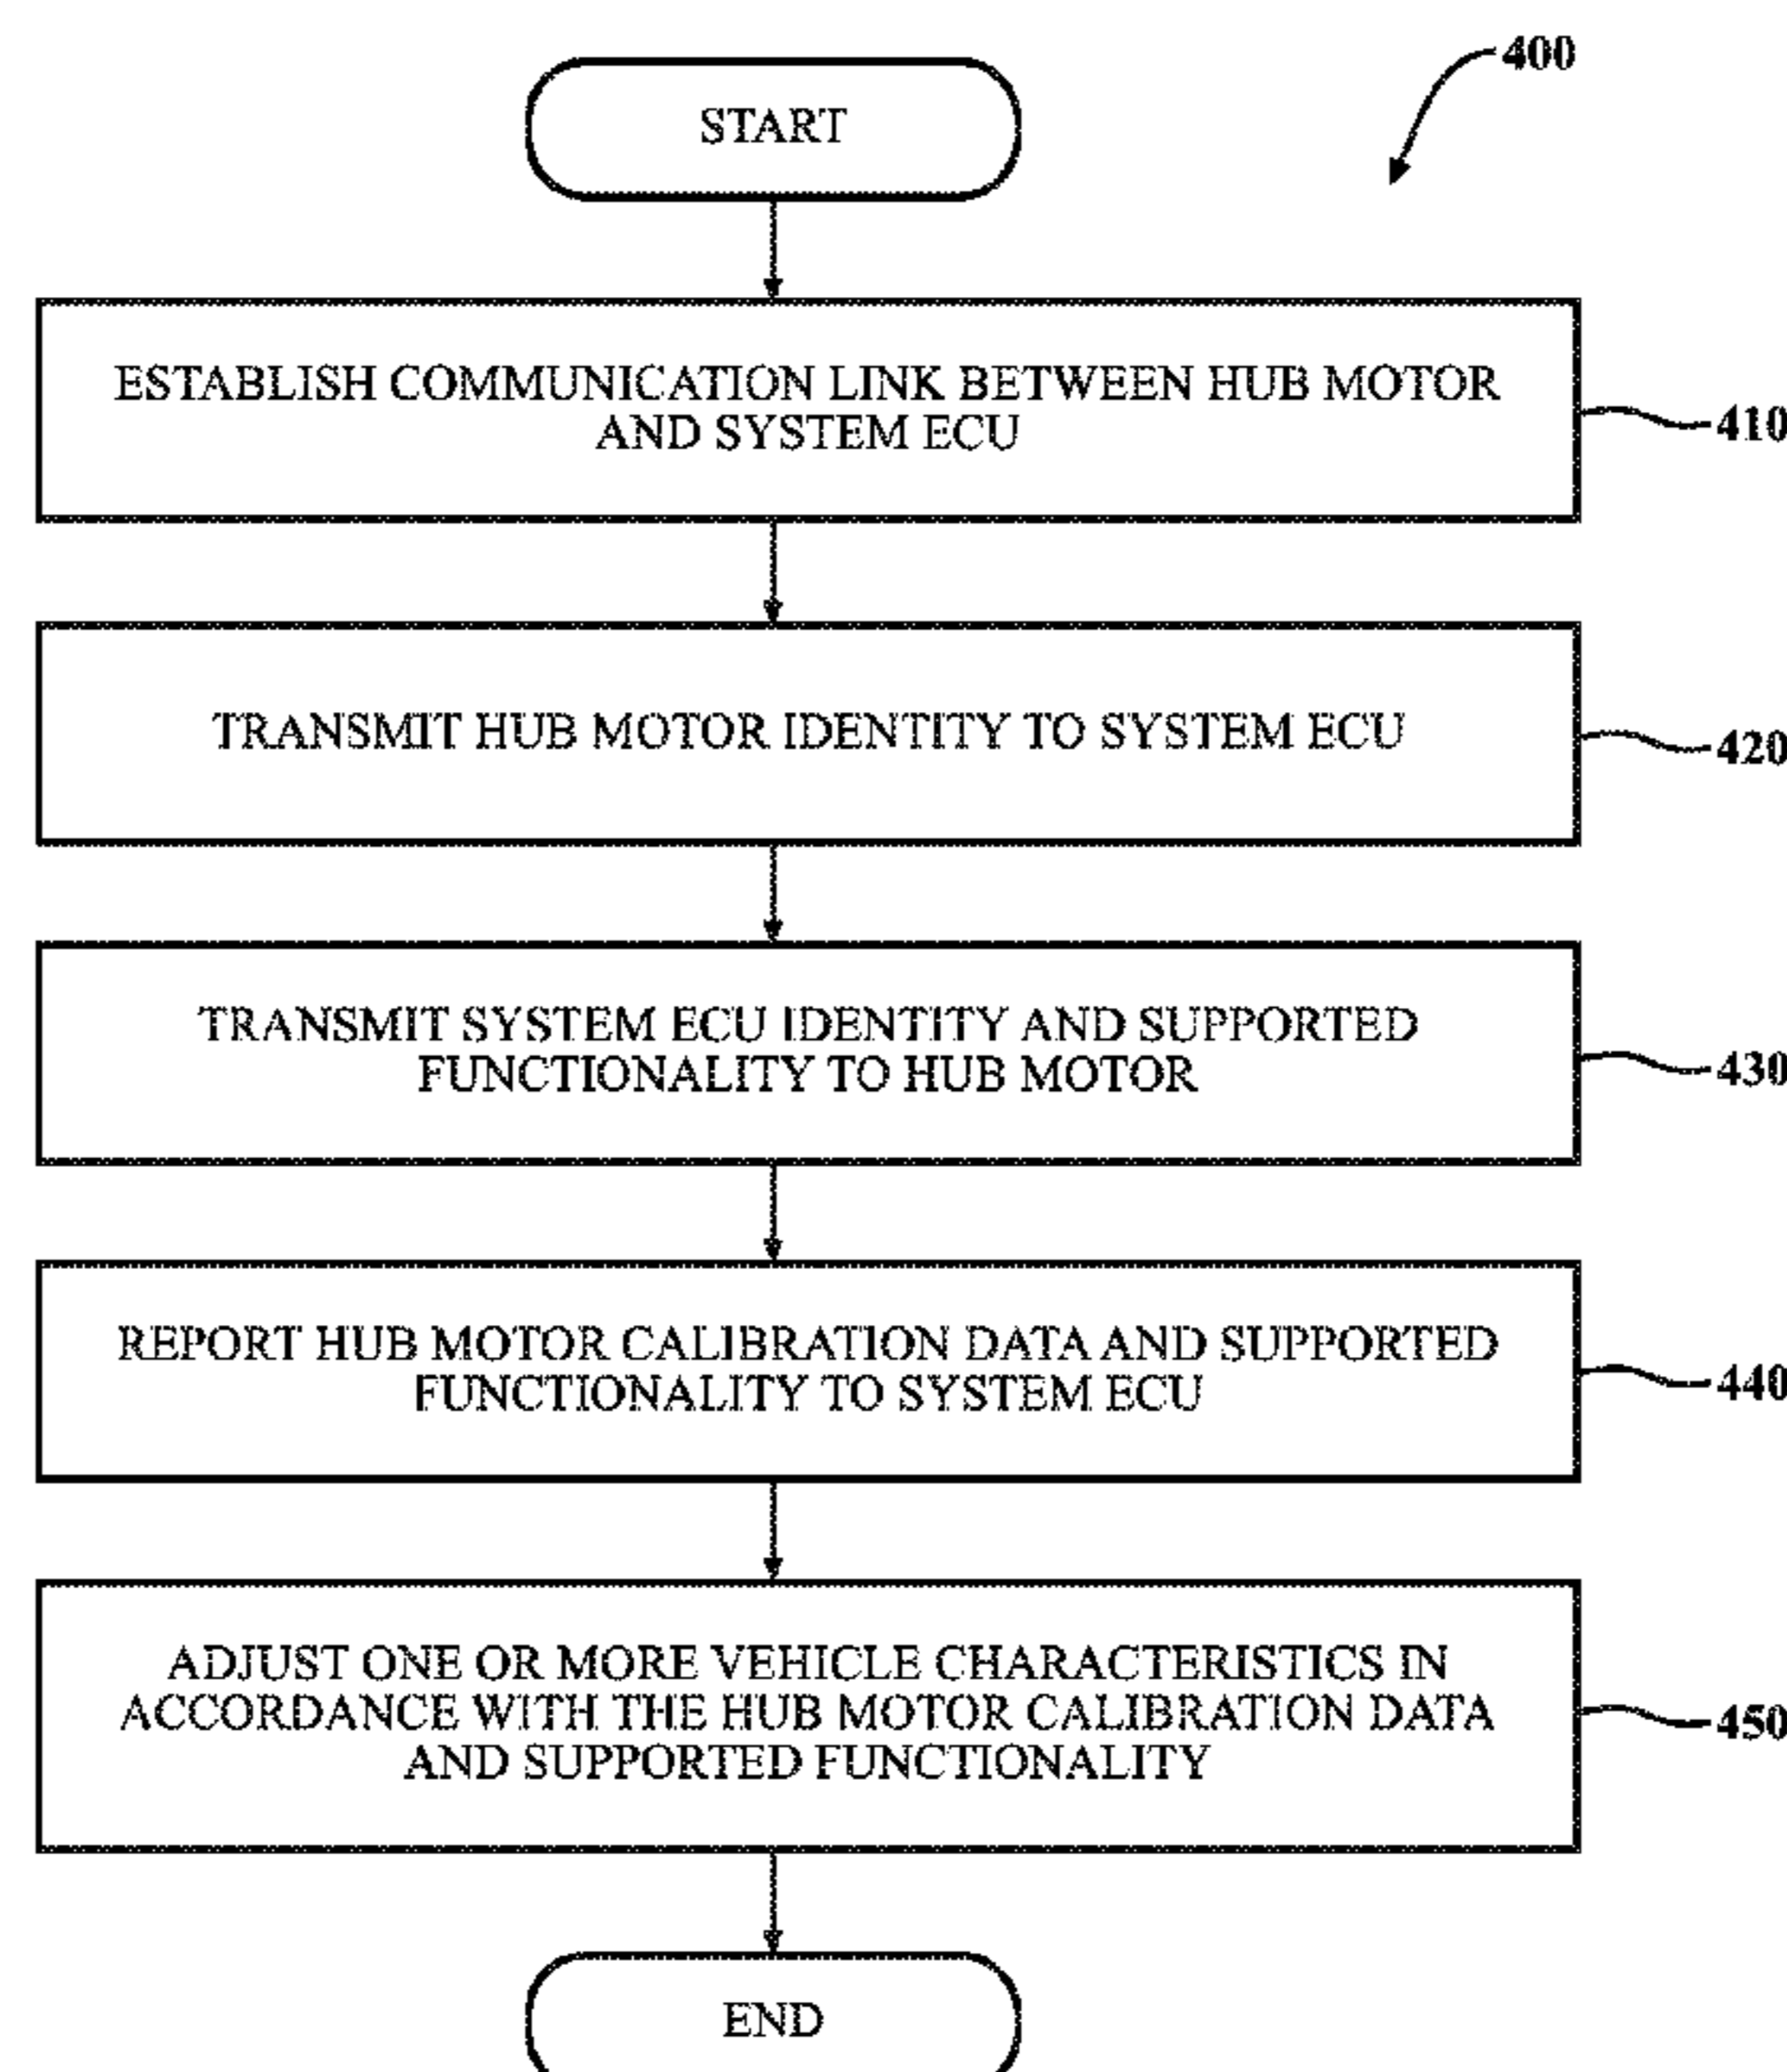 400
START
ESTABLISH COMMUNICATION LINK BETWEEN HUB MOTOR
AND SYSTEM ECU
410
TRANSMIT HUB MOTOR IDENTITY TO SYSTEM ECU
420
TRANSMIT SYSTEM ECU IDENTITY AND SUPPORTED
FUNCTIONALITY TO HUB MOTOR
430
REPORT HUB MOTOR CALIBRATION DATA AND SUPPORTED
FUNCTIONALITY TO SYSTEM ECU
440
ADJUST ONE OR MORE VEHICLE CHARACTERISTICS IN
ACCORDANCE WITH THE HUB MOTOR CALIBRATION DATA
AND SUPPORTED FUNCTIONALITY
450
END